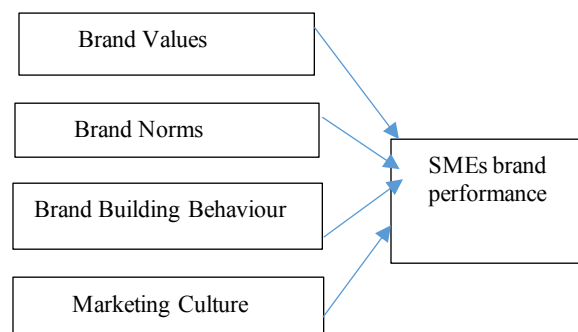 Brand Values
Brand Norms
Brand Building Behaviour
Marketing Culture
SMEs brand
performance